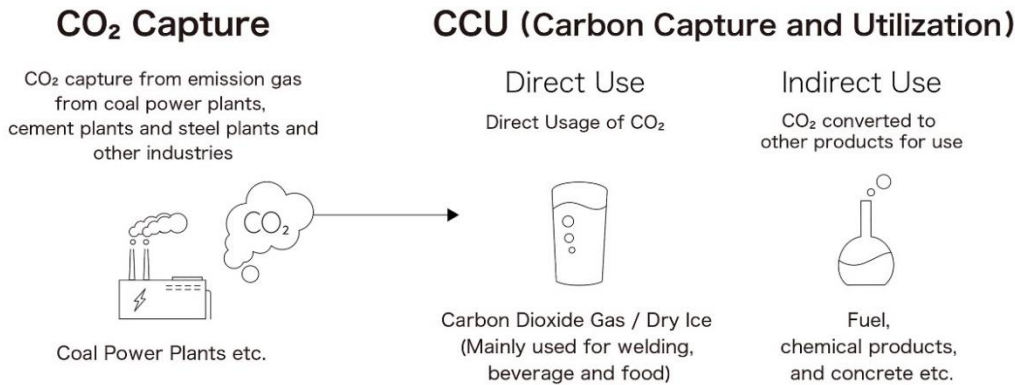 CO₂ Capture
CO₂ capture from emission gas
from coal power plants,
cement plants and steel plants and
other industries
CO₂
Coal Power Plants etc.
CCU (Carbon Capture and Utilization)
Direct Use
Direct Usage of CO₂
Carbon Dioxide Gas / Dry Ice
(Mainly used for welding,
beverage and food)
Indirect Use
CO₂ converted to
other products for use
Fuel,
chemical products,
and concrete etc.